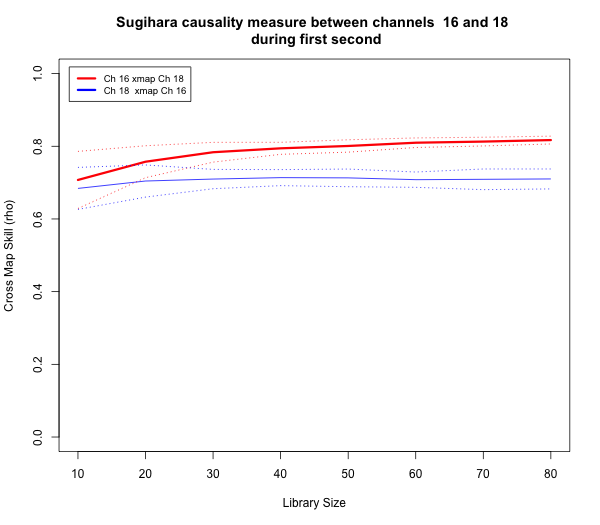 Sugihara causality measure between channels  16 and 18
during first second
Ch 16 xmap Ch 18
Ch 18  xmap Ch 16
Cross Map Skill (rho)
1.0
0.8
0.6
0.4
0.2
0.0
10 20 30 40 50 60 70 80
Library Size